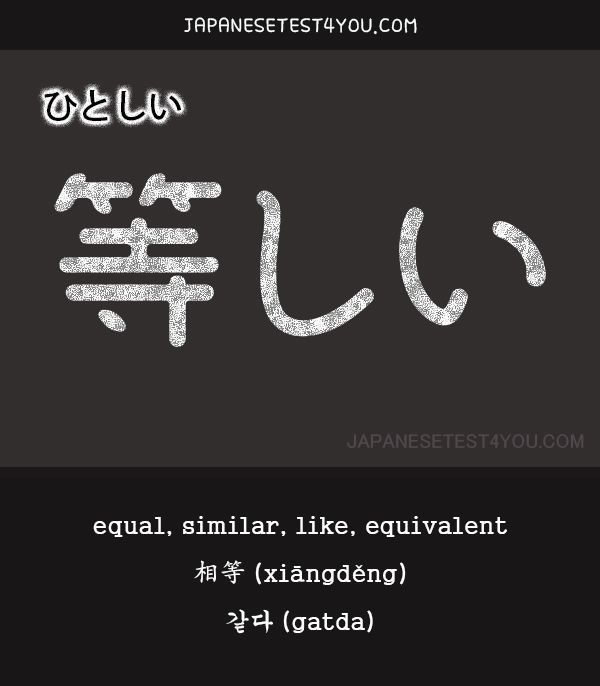 JAPANESETEST4YOU.COM
ひとしい
等しい
JAPANESETEST4YOU.COM
equal, similar, like, equivalent
相等 (xiāngděng)
같다 (gatda)